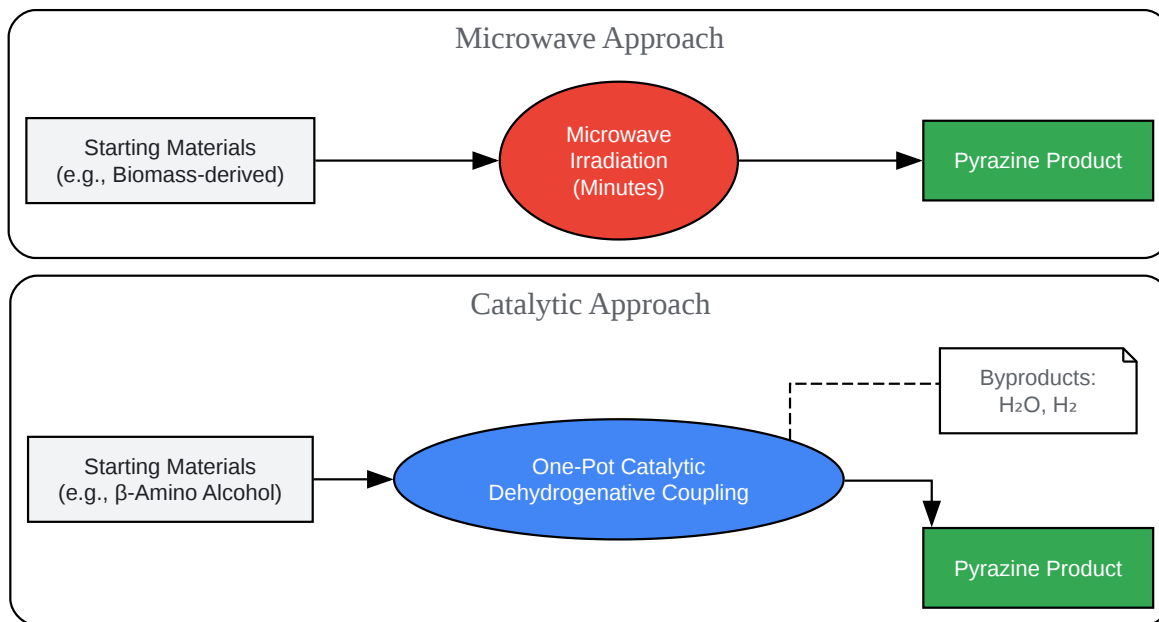 Microwave Approach
Starting Materials
(e.g., Biomass-derived)
Microwave
Irradiation
(Minutes)
Pyrazine Product
Catalytic Approach
Byproducts:
H₂O, H₂
Starting Materials
(e.g., β-Amino Alcohol)
One-Pot Catalytic
Dehydrogenative Coupling
Pyrazine Product